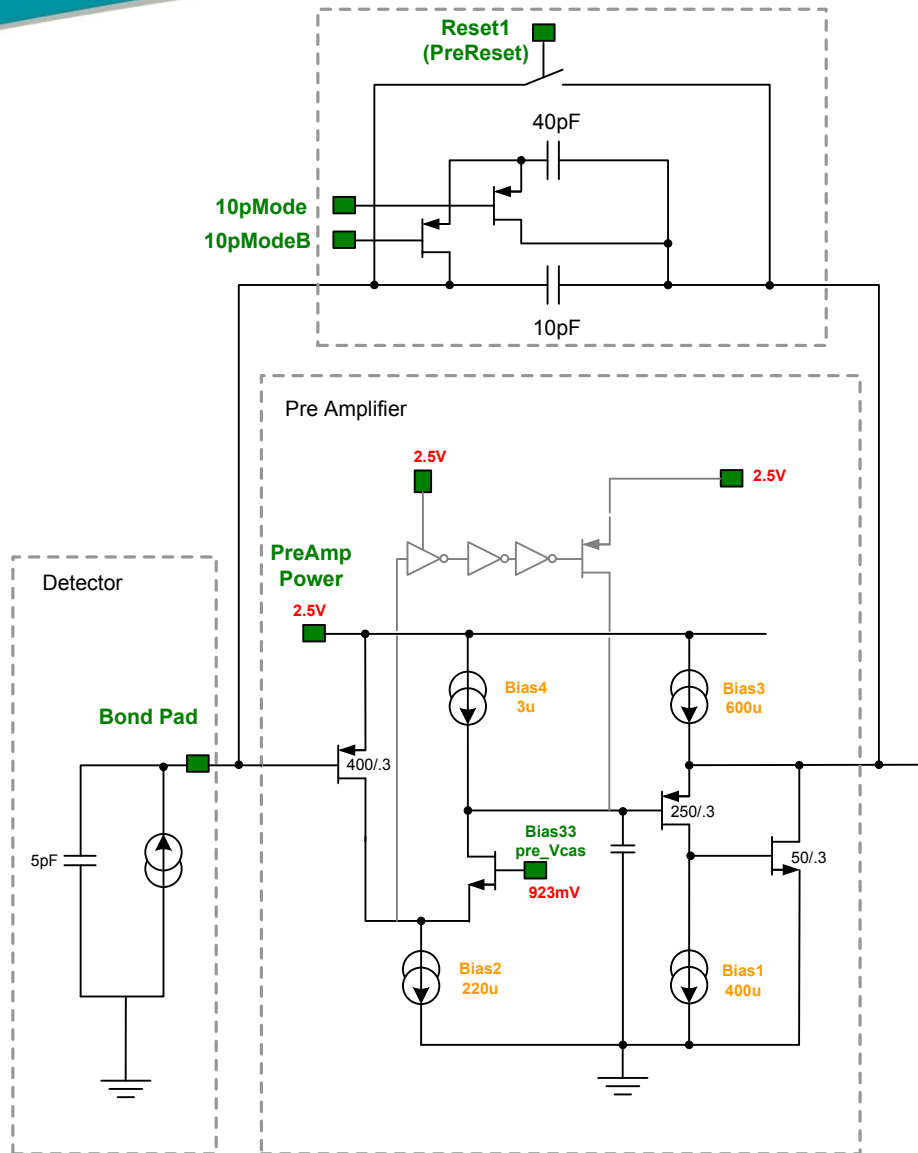 Reset1
(PreReset)
40pF
10pMode
10pModeB
10pF
Pre Amplifier
2.5V
2.5V
PreAmp
Power
2.5V
Detector
Bias4
3u
Bias3
600u
Bond Pad
400/.3
250/.3
Bias33
pre_Vcas
923mV
50/.3
5pF
Bias2
220u
Bias1
400u